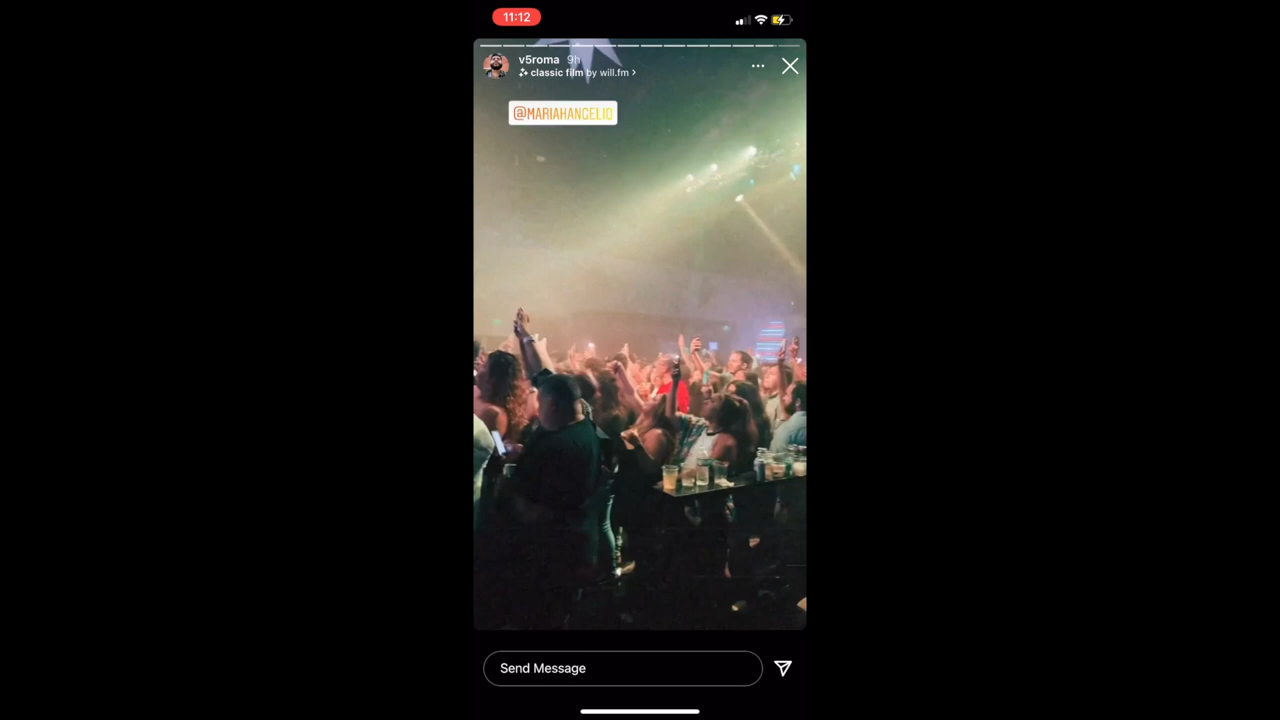 11:12
v5roma 9h
classic film by will.fm >
@MARIAHANGELIQ
Send Message